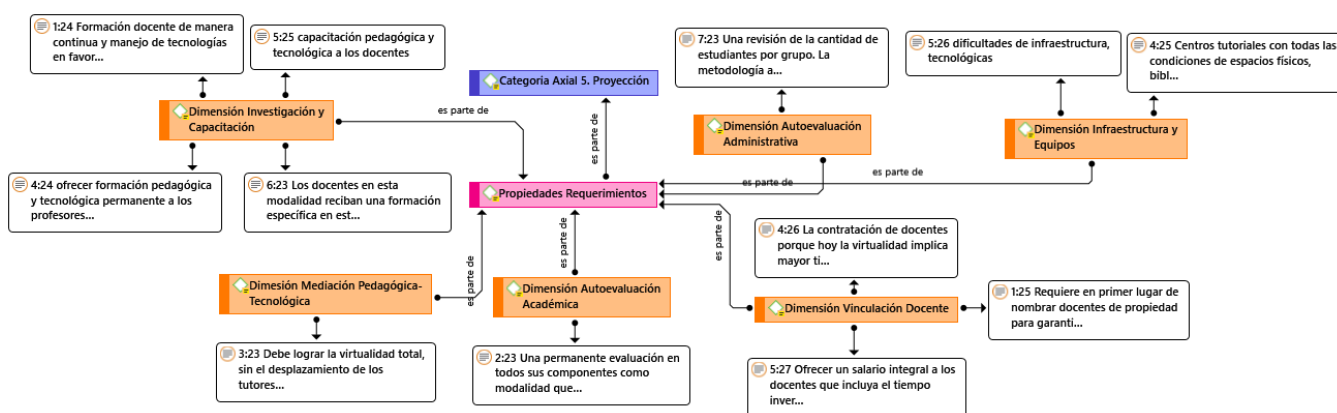 1:24 Formación docente de manera
continua y manejo de tecnologías
en favor...
5:25 capacitación pedagógica y
tecnológica a los docentes
7:23 Una revisión de la cantidad de
estudiantes por grupo. La
metodología a...
5:26 dificultades de infraestructura,
tecnológicas
4:25 Centros tutoriales con todas las
condiciones de espacios físicos,
bibl...
Categoria Axial 5. Proyección
Dimensión Investigación y
Capacitación
es parte de
es parte de
Dimensión Autoevaluación
Administrativa
Dimensión Infraestructura y
Equipos
4:24 ofrecer formación pedagógica
y tecnológica permanente a los
profesores...
6:23 Los docentes en esta
modalidad reciban una formación
específica en est...
Propiedades Requerimientos
es parte de
es parte de
4:26 La contratación de docentes
porque hoy la virtualidad implica
mayor ti...
es parte de
es parte de
es parte de
Dimesión Mediación Pedagógica-
Tecnológica
Dimensión Autoevaluación
Académica
Dimensión Vinculación Docente
1:25 Requiere en primer lugar de
nombrar docentes de propiedad
para garanti...
3:23 Debe lograr la virtualidad total,
sin el desplazamiento de los
tutores...
2:23 Una permanente evaluación en
todos sus componentes como
modalidad que...
5:27 Ofrecer un salario integral a los
docentes que incluya el tiempo
inver...